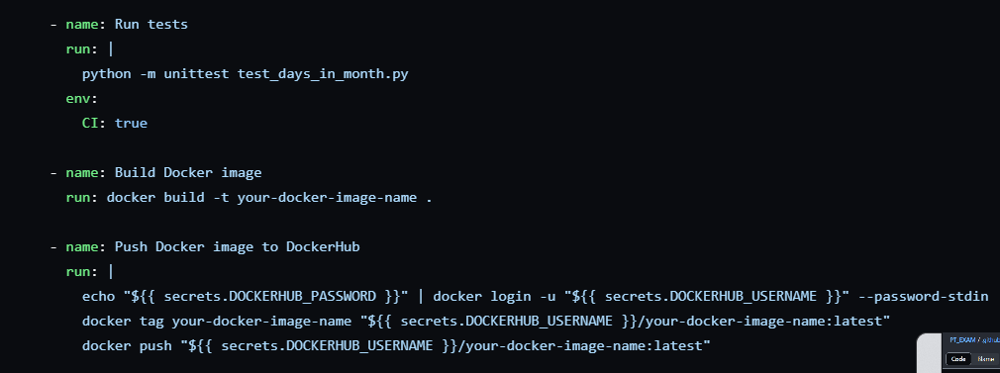 - name: Run tests
run: |
python -m unittest test_days_in_month.py
env:
CI: true
- name: Build Docker image
run: docker build -t your-docker-image-name .
- name: Push Docker image to DockerHub
run: |
echo "${{ secrets.DOCKERHUB_PASSWORD }}" | docker login -u "${{ secrets.DOCKERHUB_USERNAME }}" --password-stdin
docker tag your-docker-image-name "${{ secrets.DOCKERHUB_USERNAME }}/your-docker-image-name:latest"
docker push "${{ secrets.DOCKERHUB_USERNAME }}/your-docker-image-name:latest"
PT_EXAM / .github
Code Blame